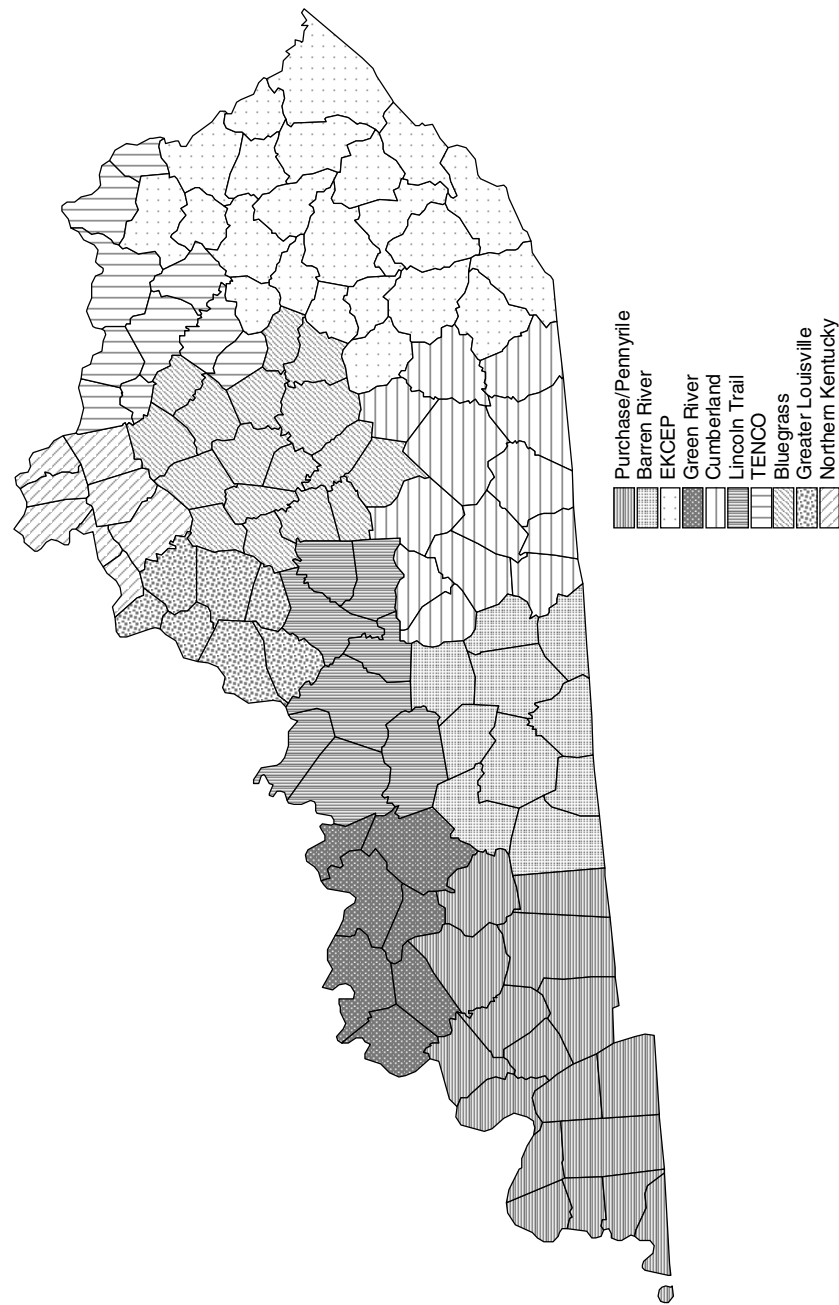 Purchase/Pennyrile
Barren River
EKCEP
Green River
Cumberland
Lincoln Trail
TENCO
Bluegrass
Greater Louisville
Northern Kentucky